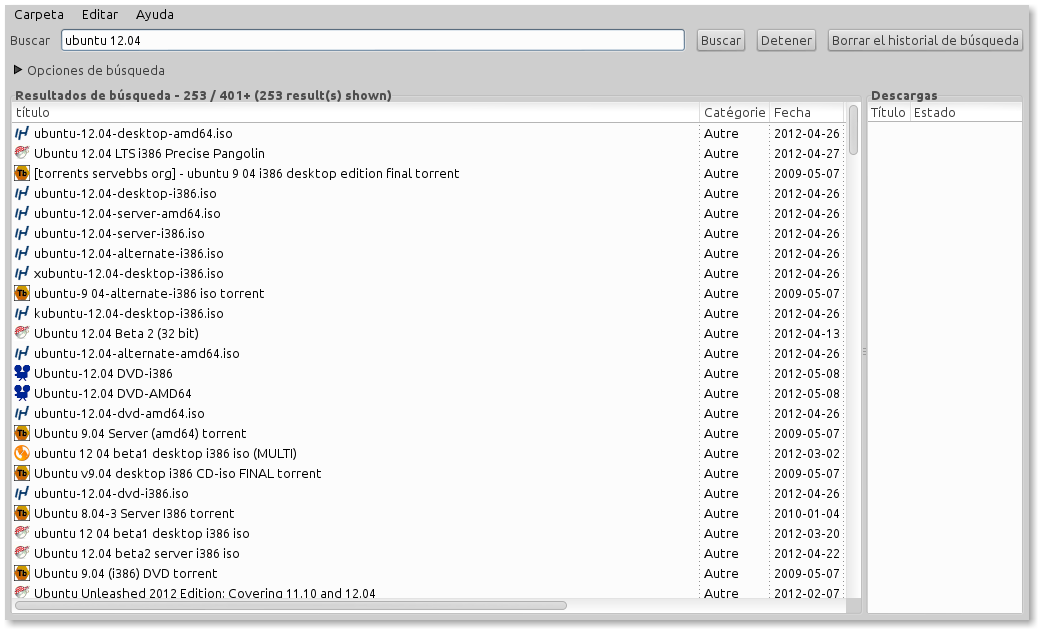 Carpeta Editar Ayuda
Buscar ubuntu 12.04 Buscar Detener Borrar el historial de búsqueda
Opciones de búsqueda
Resultados de búsqueda - 253 / 401+ (253 result(s) shown) Descargas
título Catégorie Fecha Título Estado
ubuntu-12.04-desktop-amd64.iso Autre 2012-04-26
Ubuntu 12.04 LTS i386 Precise Pangolin Autre 2012-04-27
Tb [torrents servebbs org] - ubuntu 9 04 i386 desktop edition final torrent Autre 2009-05-07
ubuntu-12.04-desktop-i386.iso Autre 2012-04-26
ubuntu-12.04-server-amd64.iso Autre 2012-04-26
ubuntu-12.04-server-i386.iso Autre 2012-04-26
ubuntu-12.04-alternate-i386.iso Autre 2012-04-26
xubuntu-12.04-desktop-i386.iso Autre 2012-04-26
Tb ubuntu-9 04-alternate-i386 iso torrent Autre 2009-05-07
kubuntu-12.04-desktop-i386.iso Autre 2012-04-26
Ubuntu 12.04 Beta 2 (32 bit) Autre 2012-04-13
ubuntu-12.04-alternate-amd64.iso Autre 2012-04-26
Ubuntu-12.04 DVD-i386 Autre 2012-05-08
Ubuntu-12.04 DVD-AMD64 Autre 2012-05-08
ubuntu-12.04-dvd-amd64.iso Autre 2012-04-26
Tb Ubuntu 9.04 Server (amd64) torrent Autre 2009-05-07
ubuntu 12 04 beta1 desktop i386 iso (MULTI) Autre 2012-03-02
Tb Ubuntu v9.04 desktop i386 CD-iso FINAL torrent Autre 2009-05-07
ubuntu-12.04-dvd-i386.iso Autre 2012-04-26
Tb Ubuntu 8.04-3 Server I386 torrent Autre 2010-01-04
ubuntu 12 04 beta1 desktop i386 iso Autre 2012-03-20
Ubuntu 12.04 beta2 server i386 iso Autre 2012-04-22
Tb Ubuntu 9.04 (i386) DVD torrent Autre 2009-05-07
Ubuntu Unleashed 2012 Edition: Covering 11.10 and 12.04 Autre 2012-02-07